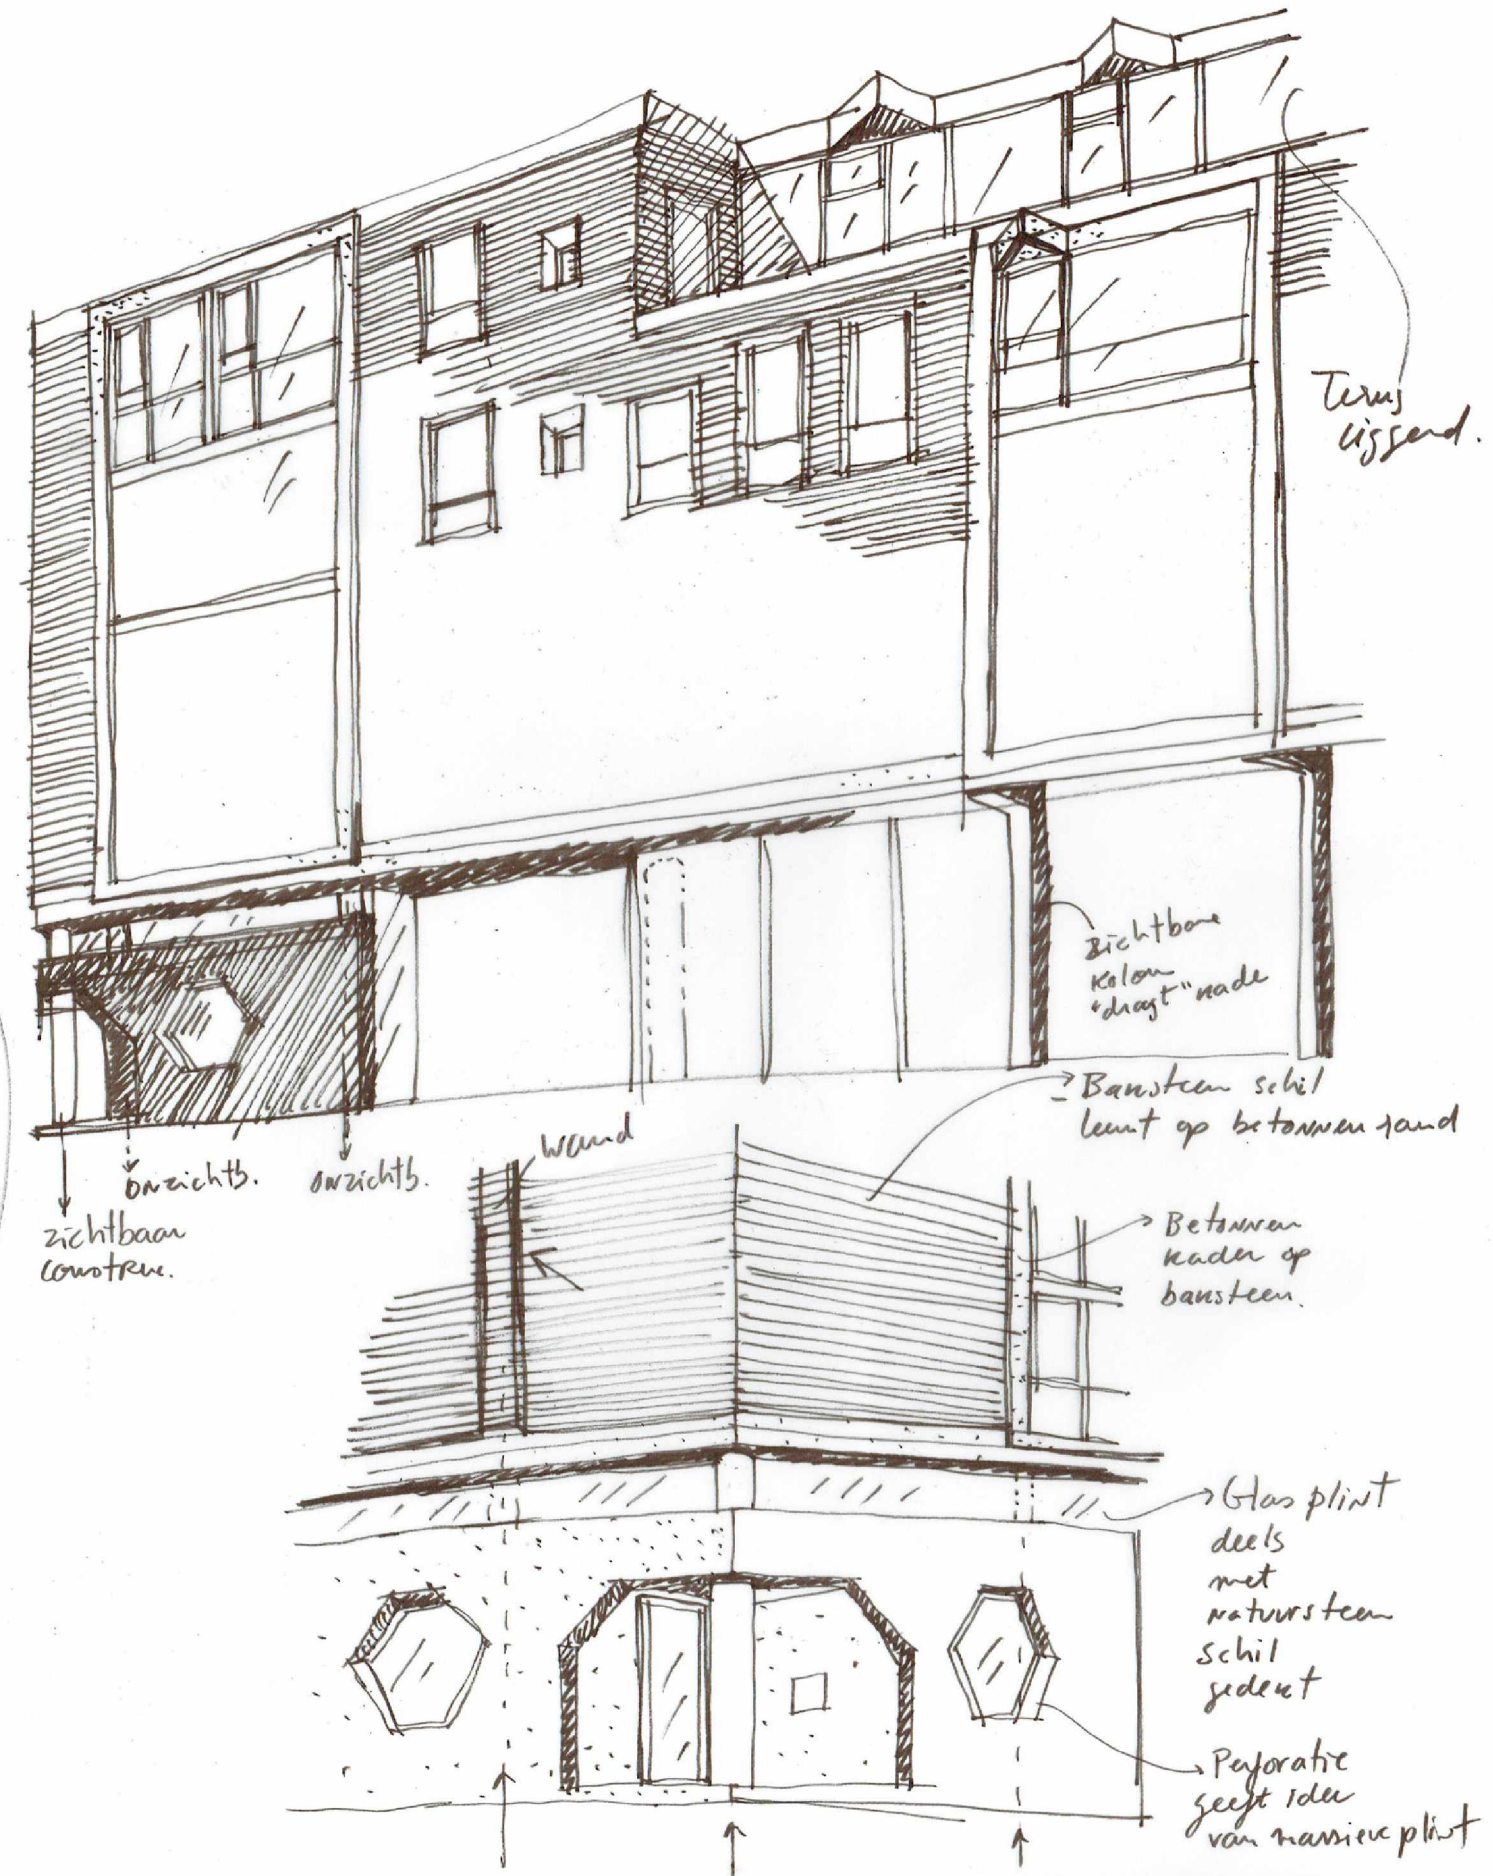 Terug
liggend.
Zichtbare
kolom
"draagt" kader
Baksteen schil
leunt op betonnen rand
wand
onzichtb.
onzichtb.
zichtbaar
construc.
Betonnen
kader op
baksteen.
Glas plint
deels
met
natuursteen
schil
gedekt
Perforatie
geeft idee
van massieve plint